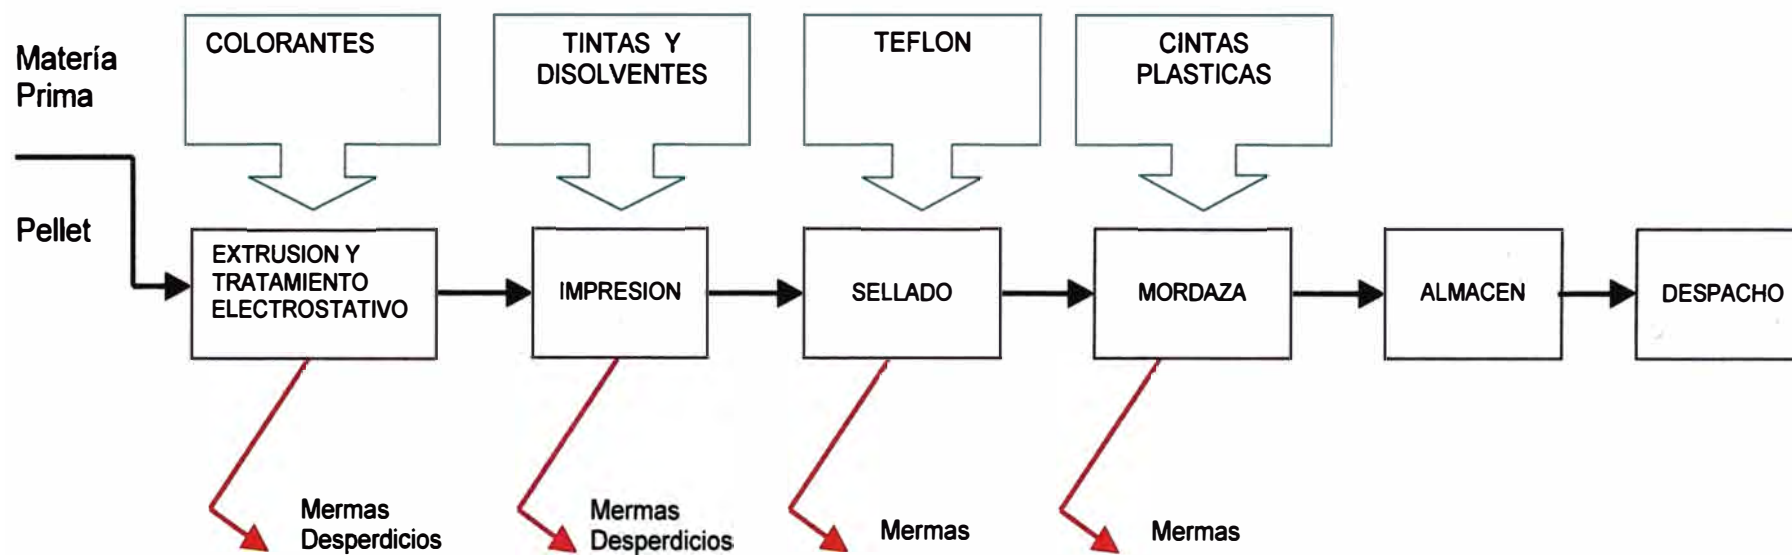 Matería
Prima
COLORANTES
TINTAS Y
DISOLVENTES
TEFLON
CINTAS
PLASTICAS
Pellet
EXTRUSION Y
TRATAMIENTO
ELECTROSTATIVO
IMPRESION
SELLADO
MORDAZA
ALMACEN
DESPACHO
Mermas
Desperdicios
Mermas
Desperdicios
Mermas
Mermas